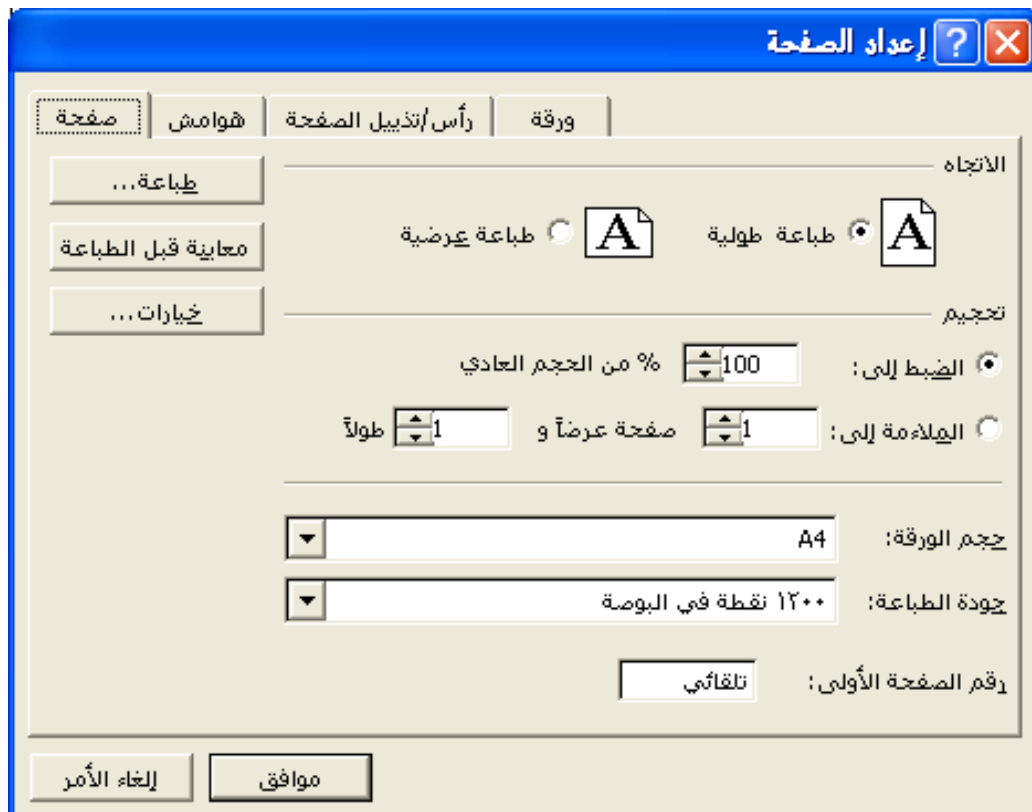 إعداد الصفحة
صفحة
هوامش
رأس/تذييل الصفحة
ورقة
الاتجاه
A طباعة طولية
A طباعة عرضية
طباعة...
معاينة قبل الطباعة
خيارات...
تحجيم
الضبط إلى: 100 % من الحجم العادي
الملاءمة إلى: 1 صفحة عرضاً و 1 طولاً
حجم الورقة: A4
جودة الطباعة: ١٢٠٠ نقطة في البوصة
رقم الصفحة الأولى: تلقائي
موافق
إلغاء الأمر